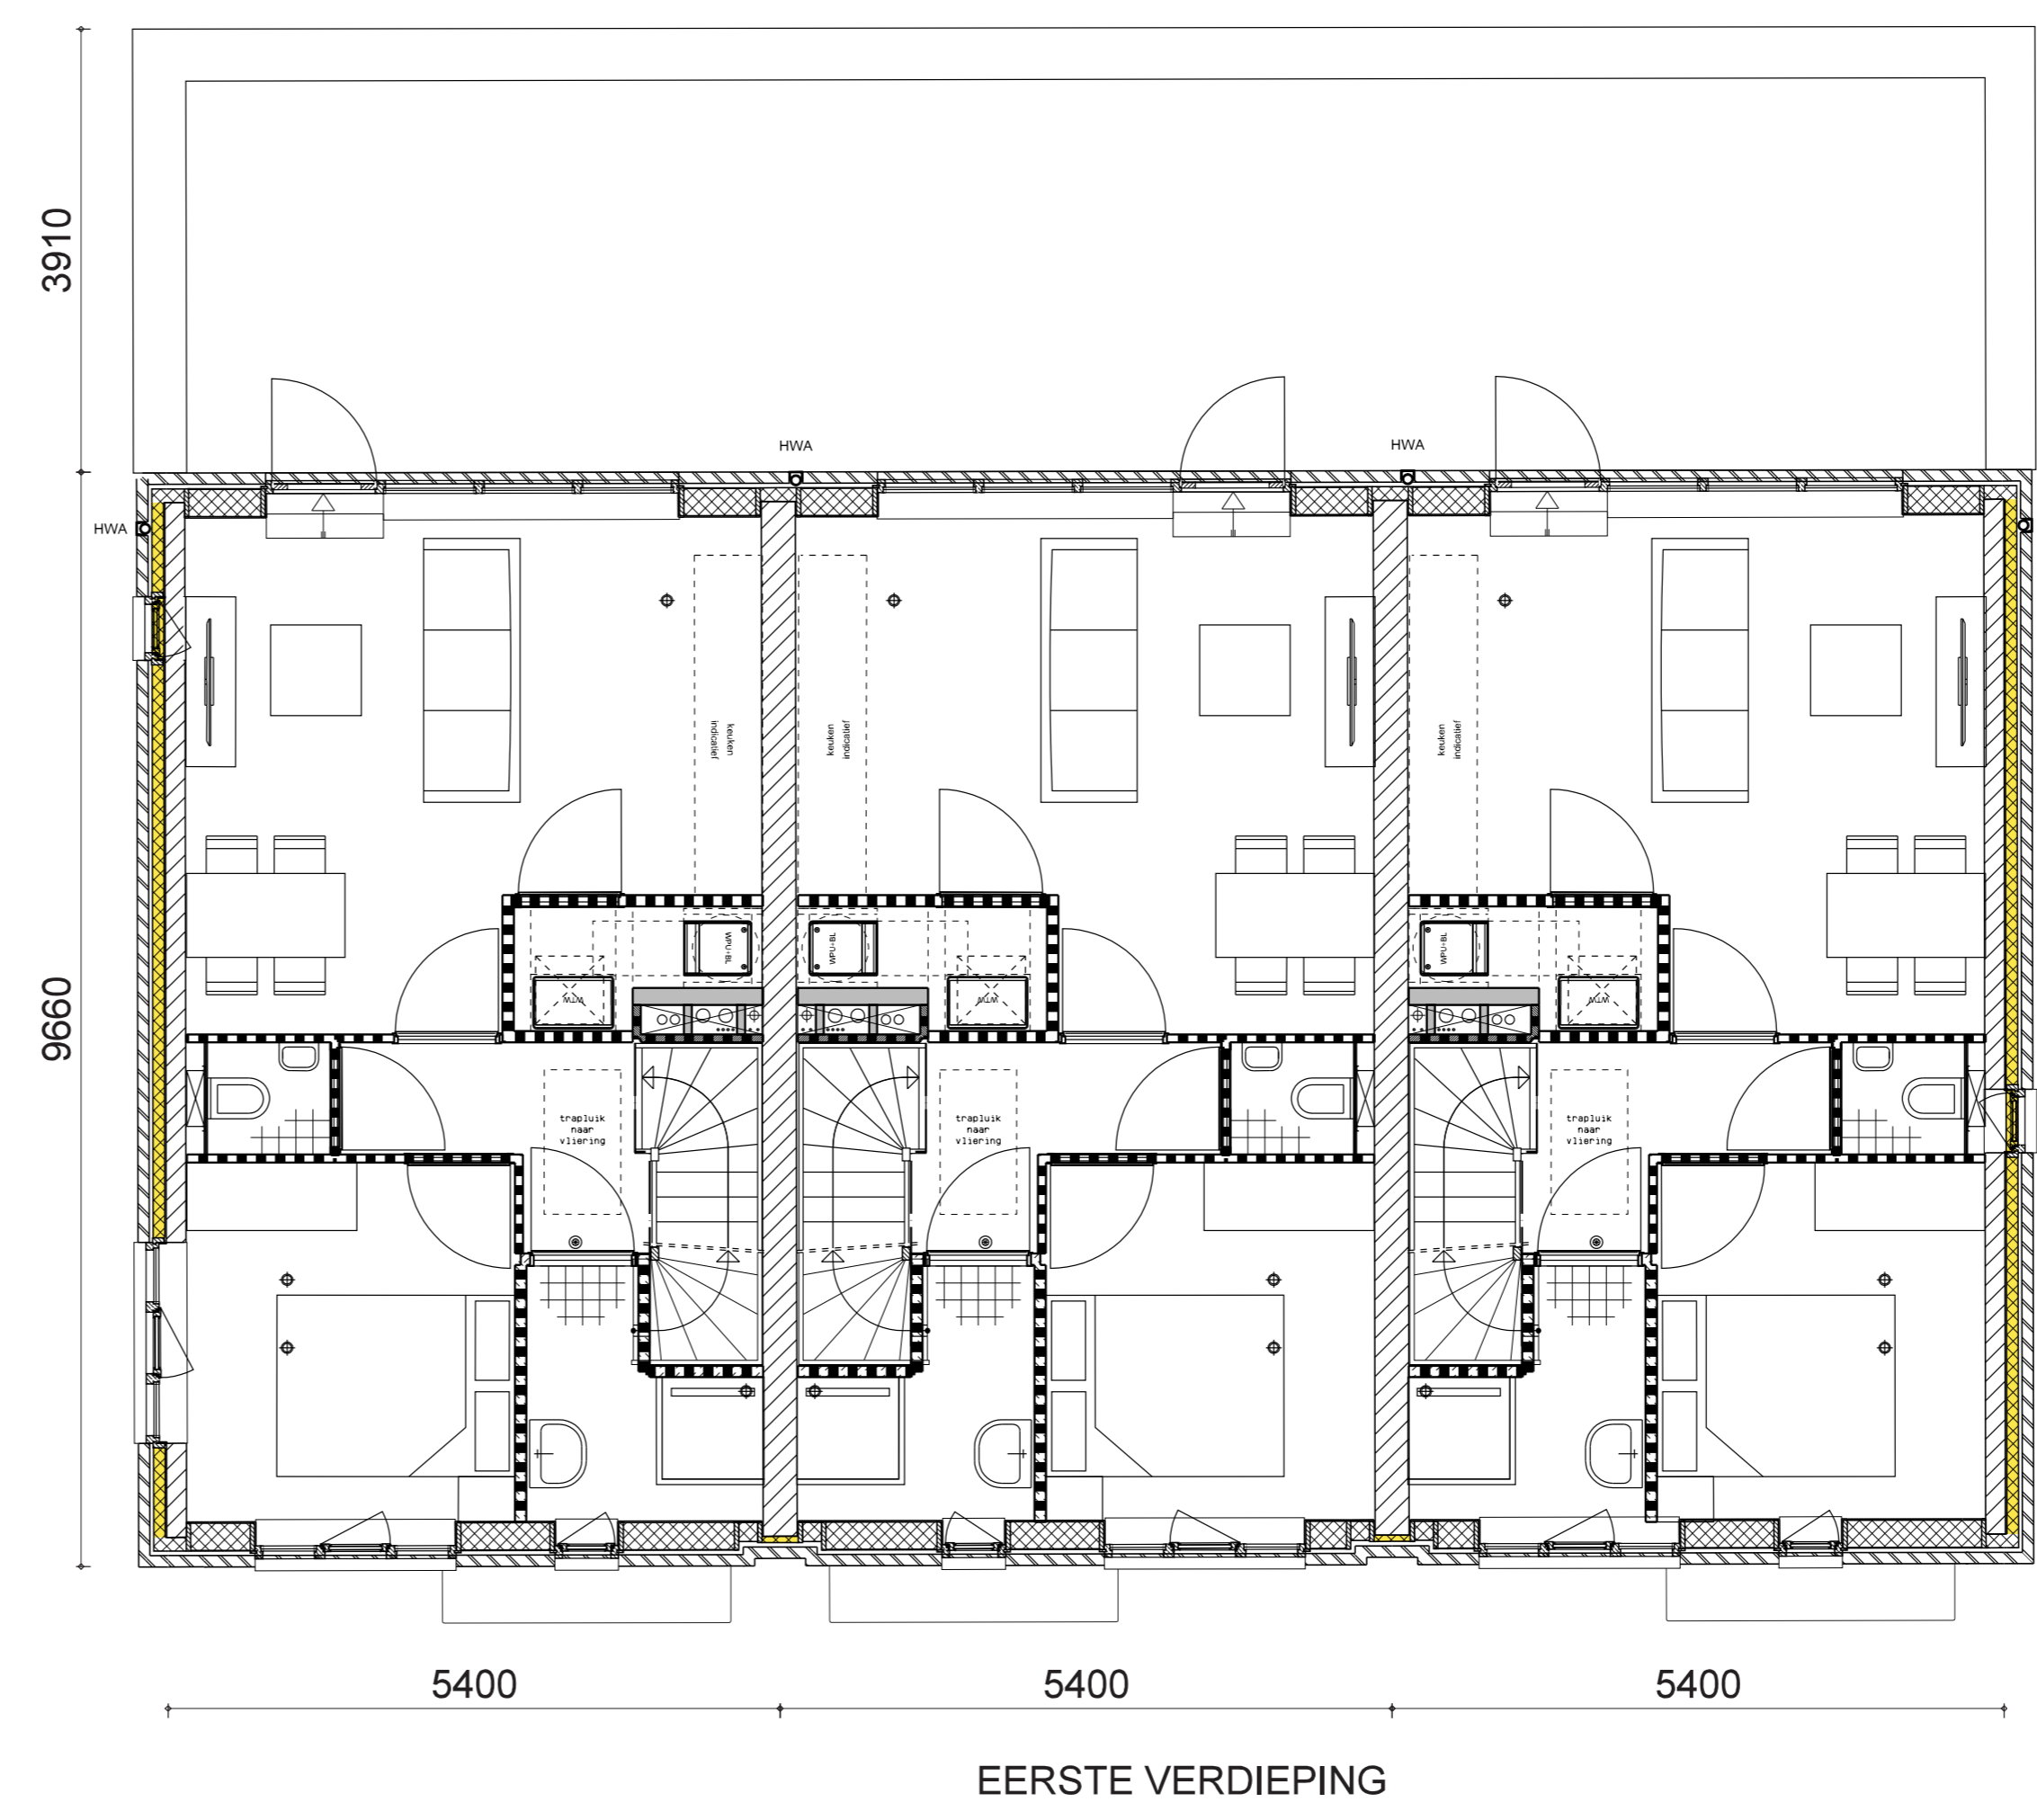 3910
HWA
HWA
HWA
keuken
indicatief
keuken
indicatief
keuken
indicatief
WPU+BL
WPU+BL
WPU+BL
WTW
WTW
WTW
9660
trapluik
naar
vliering
trapluik
naar
vliering
trapluik
naar
vliering
5400
5400
5400
EERSTE VERDIEPING